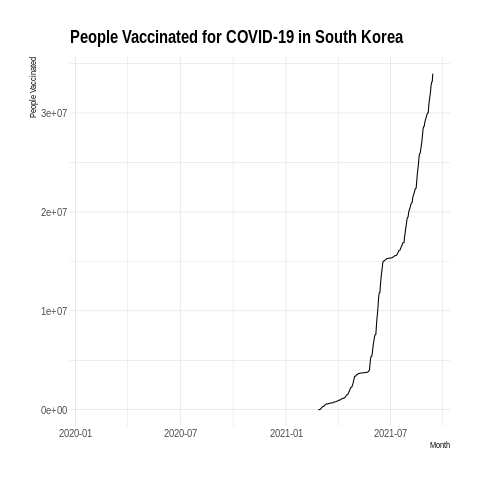 People Vaccinated for COVID-19 in South Korea
People Vaccinated
3e+07
2e+07
1e+07
0e+00
2020-01 2020-07 2021-01 2021-07
Month